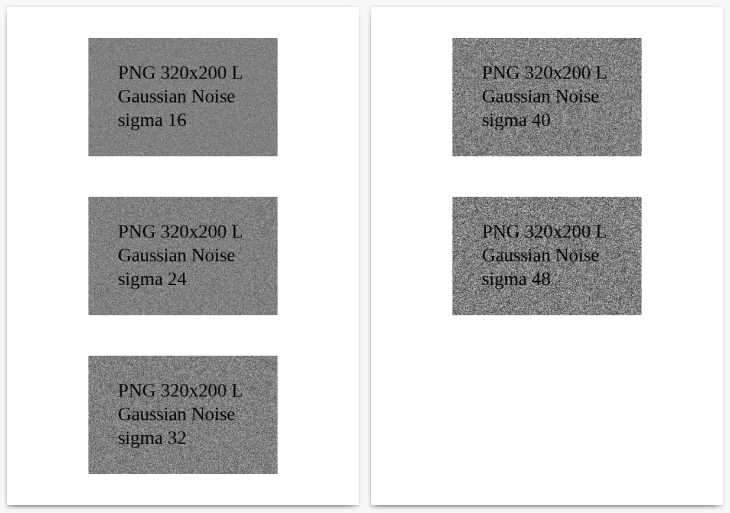 PNG 320x200 L
Gaussian Noise
sigma 16
PNG 320x200 L
Gaussian Noise
sigma 24
PNG 320x200 L
Gaussian Noise
sigma 32
PNG 320x200 L
Gaussian Noise
sigma 40
PNG 320x200 L
Gaussian Noise
sigma 48